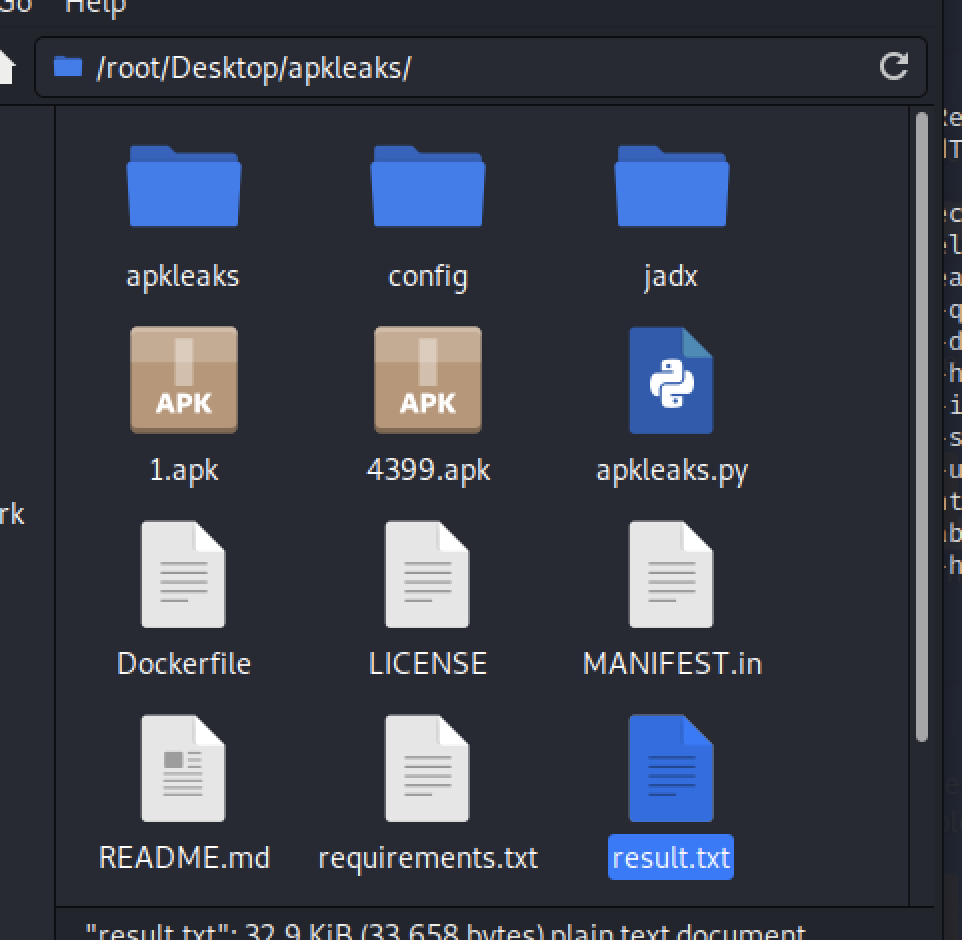 Go Help
/root/Desktop/apkleaks/
apkleaks config jadx
APK APK
1.apk 4399.apk apkleaks.py
rk
Dockerfile LICENSE MANIFEST.in
README.md requirements.txt result.txt
"result.txt": 32.9 KiB (33,658 bytes) plain text document